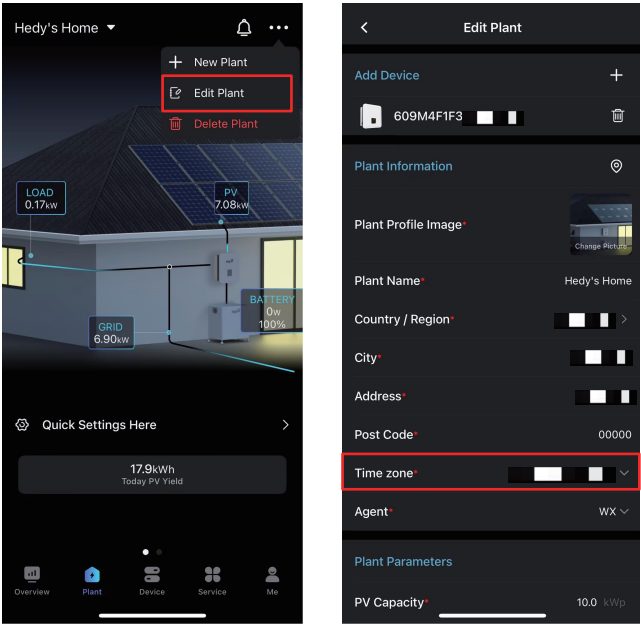 Hedy's Home
New Plant
Edit Plant
Delete Plant
LOAD
0.17kW
PV
7.08kW
BATTERY
0W
100%
GRID
6.90kW
Quick Settings Here
17.9kWh
Today PV Yield
Overview
Plant
Device
Service
Me
Edit Plant
Add Device
609M4F1F3
Plant Information
Plant Profile Image*
Change Picture
Plant Name* Hedy's Home
Country / Region*
City*
Address*
Post Code* 00000
Time zone*
Agent* WX
Plant Parameters
PV Capacity* 10.0 kWp